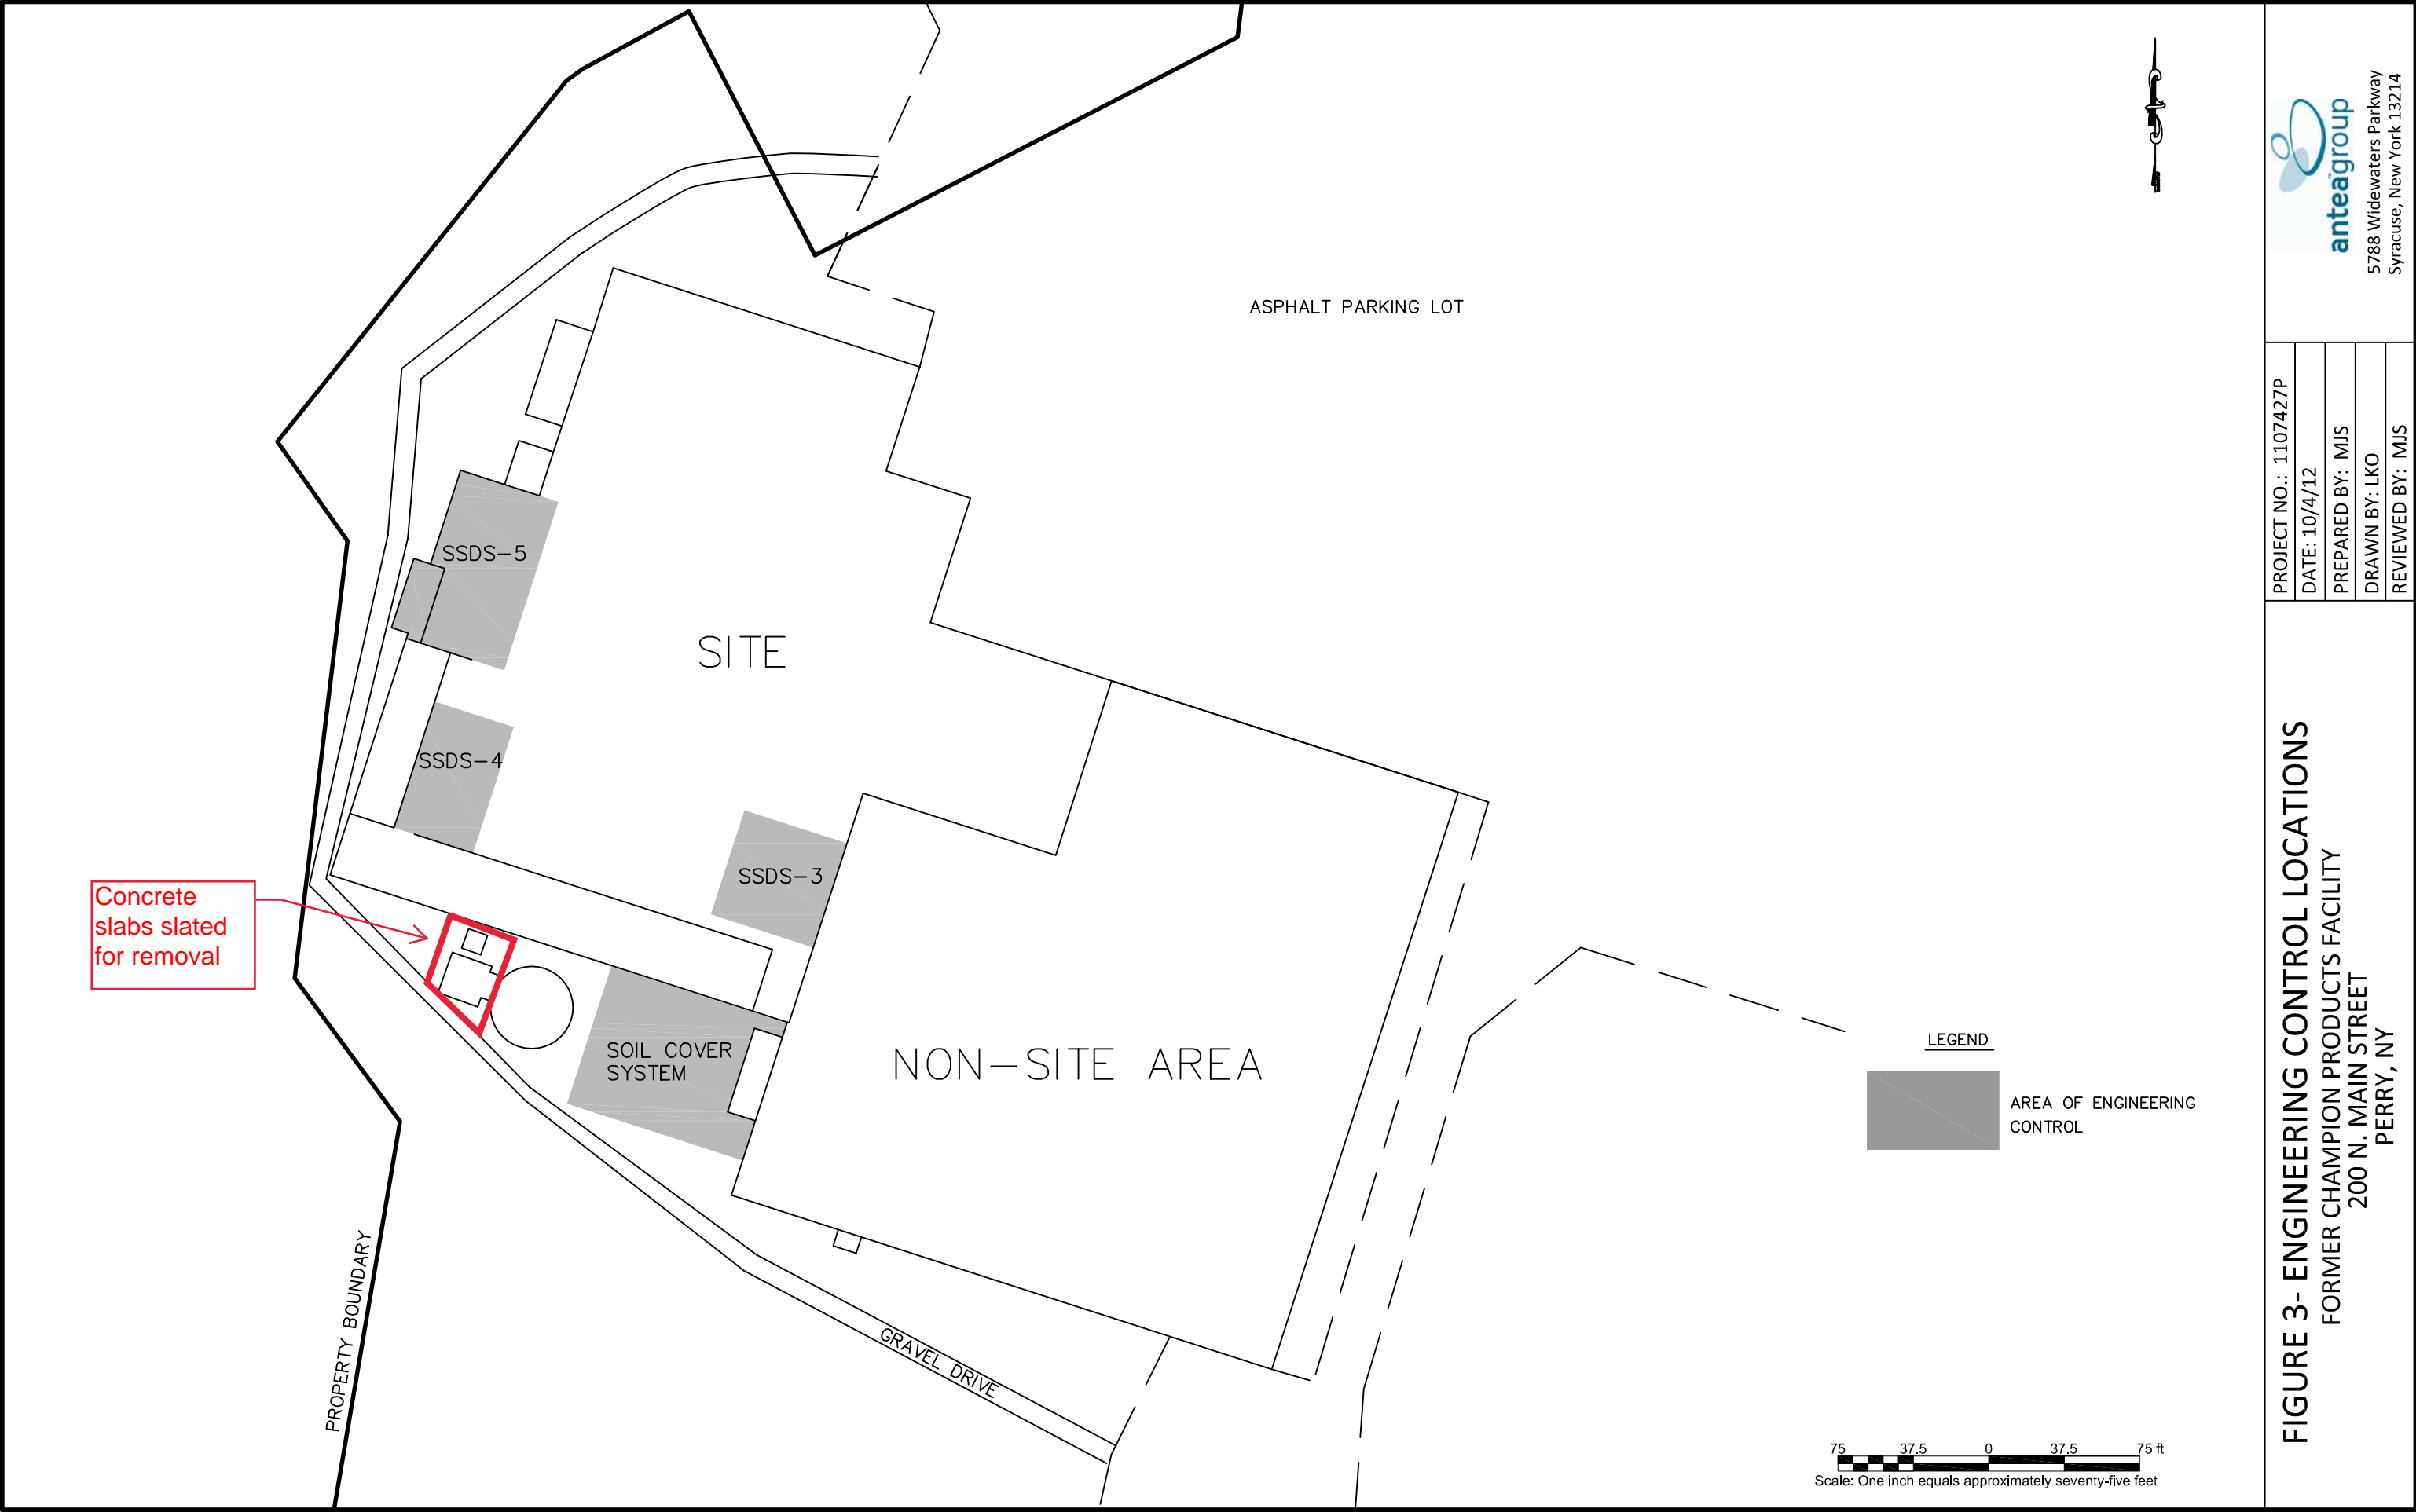 ASPHALT PARKING LOT
SSDS-5
SITE
SSDS-4
SSDS-3
Concrete
slabs slated
for removal
SOIL COVER
SYSTEM
NON-SITE AREA
PROPERTY BOUNDARY
GRAVEL DRIVE
LEGEND
AREA OF ENGINEERING
CONTROL
75 37.5 0 37.5 75 ft
Scale: One inch equals approximately seventy-five feet
anteagroup
5788 Widewaters Parkway
Syracuse, New York 13214
PROJECT NO.: 11107427P
DATE: 10/4/12
PREPARED BY: MJS
DRAWN BY: LKO
REVIEWED BY: MJS
FIGURE 3- ENGINEERING CONTROL LOCATIONS
FORMER CHAMPION PRODUCTS FACILITY
200 N. MAIN STREET
PERRY, NY